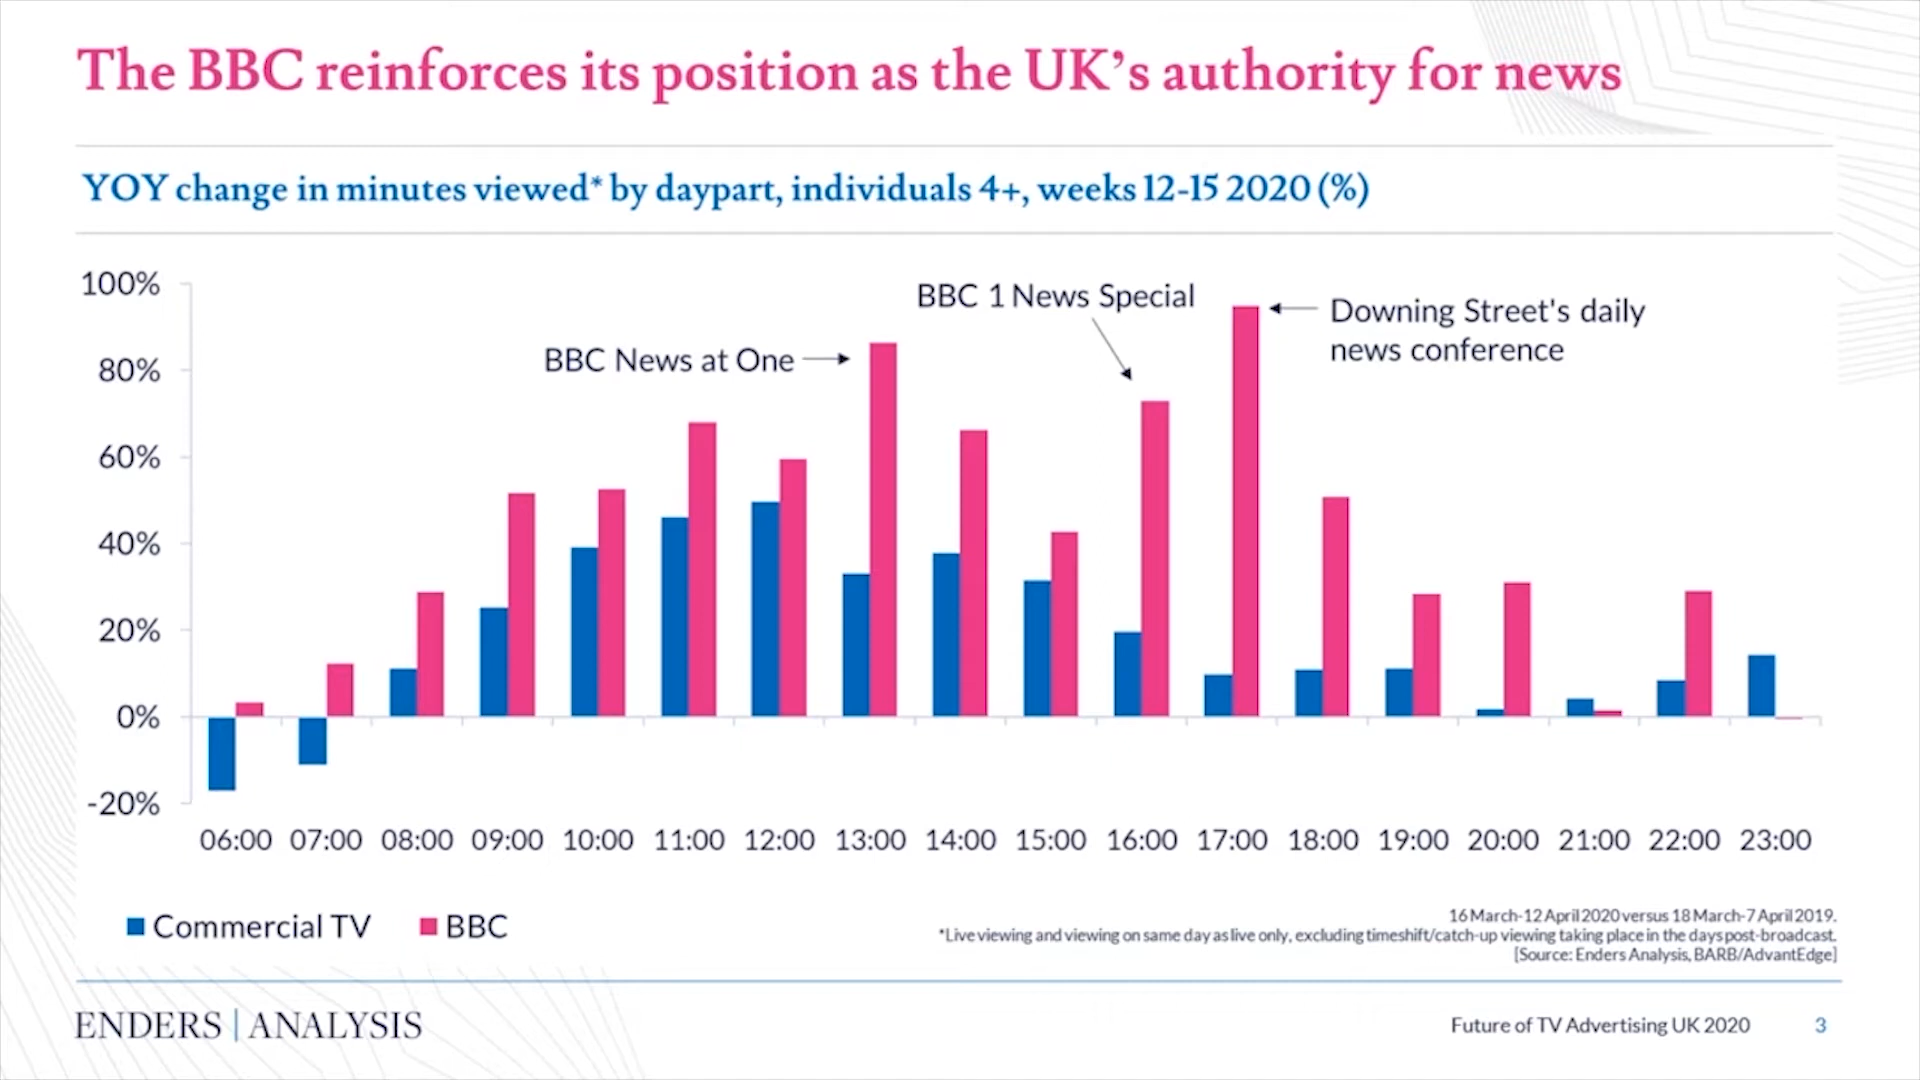 The BBC reinforces its position as the UK’s authority for news
YOY change in minutes viewed* by daypart, individuals 4+, weeks 12-15 2020 (%)
100%
80%
60%
40%
20%
0%
-20%
BBC News at One
BBC 1 News Special
Downing Street's daily
news conference
06:00 07:00 08:00 09:00 10:00 11:00 12:00 13:00 14:00 15:00 16:00 17:00 18:00 19:00 20:00 21:00 22:00 23:00
Commercial TV BBC
16 March-12 April 2020 versus 18 March-7 April 2019.
*Live viewing and viewing on same day as live only, excluding timeshift/catch-up viewing taking place in the days post-broadcast.
[Source: Enders Analysis, BARB/AdvantEdge]
ENDERS | ANALYSIS
Future of TV Advertising UK 2020 3